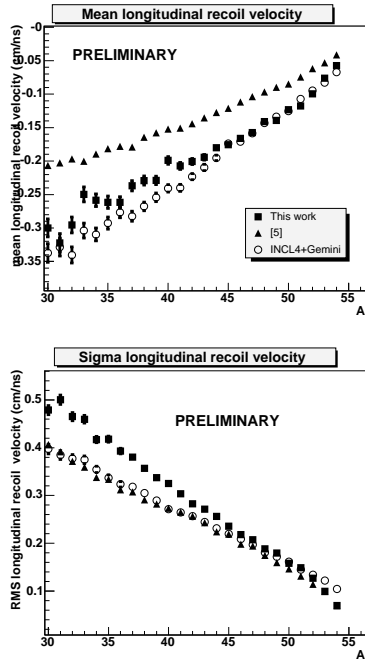 Mean longitudinal recoil velocity
mean longitudinal recoil velocity (cm/ns)
-0
-0.05
-0.1
-0.15
-0.2
-0.25
-0.3
-0.35
PRELIMINARY
This work
[5]
INCL4+Gemini
30 35 40 45 50 55
A
Sigma longitudinal recoil velocity
RMS longitudinal recoil velocity (cm/ns)
0.5
0.4
0.3
0.2
0.1
PRELIMINARY
30 35 40 45 50 55
A